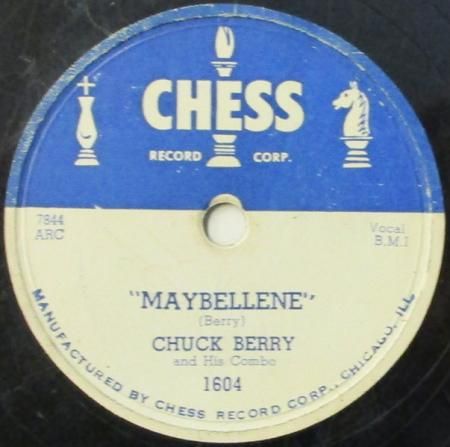 CHESS
RECORD CORP.
7844
ARC
Vocal
B.M.I
"MAYBELLENE"
(Berry)
CHUCK BERRY
and His Combo
1604
MANUFACTURED BY CHESS RECORD CORP., CHICAGO, ILL